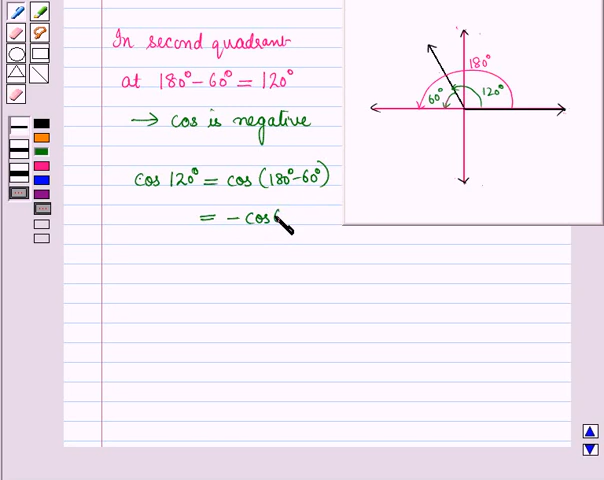 In second quadrant
at 180° - 60° = 120°
→ cos is negative
cos 120° = cos (180° - 60°)
= - cos 6
180°
60°
120°